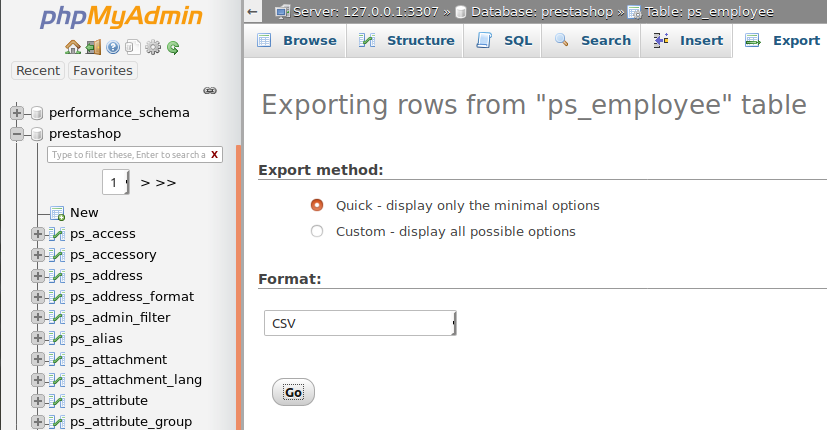 phpMyAdmin
Recent Favorites
performance_schema
prestashop
Type to filter these, Enter to search a X
1 > >>
New
ps_access
ps_accessory
ps_address
ps_address_format
ps_admin_filter
ps_alias
ps_attachment
ps_attachment_lang
ps_attribute
ps_attribute_group
← Server: 127.0.0.1:3307 » Database: prestashop » Table: ps_employee
Browse Structure SQL Search Insert Export
Exporting rows from "ps_employee" table
Export method:
Quick - display only the minimal options
Custom - display all possible options
Format:
CSV
Go